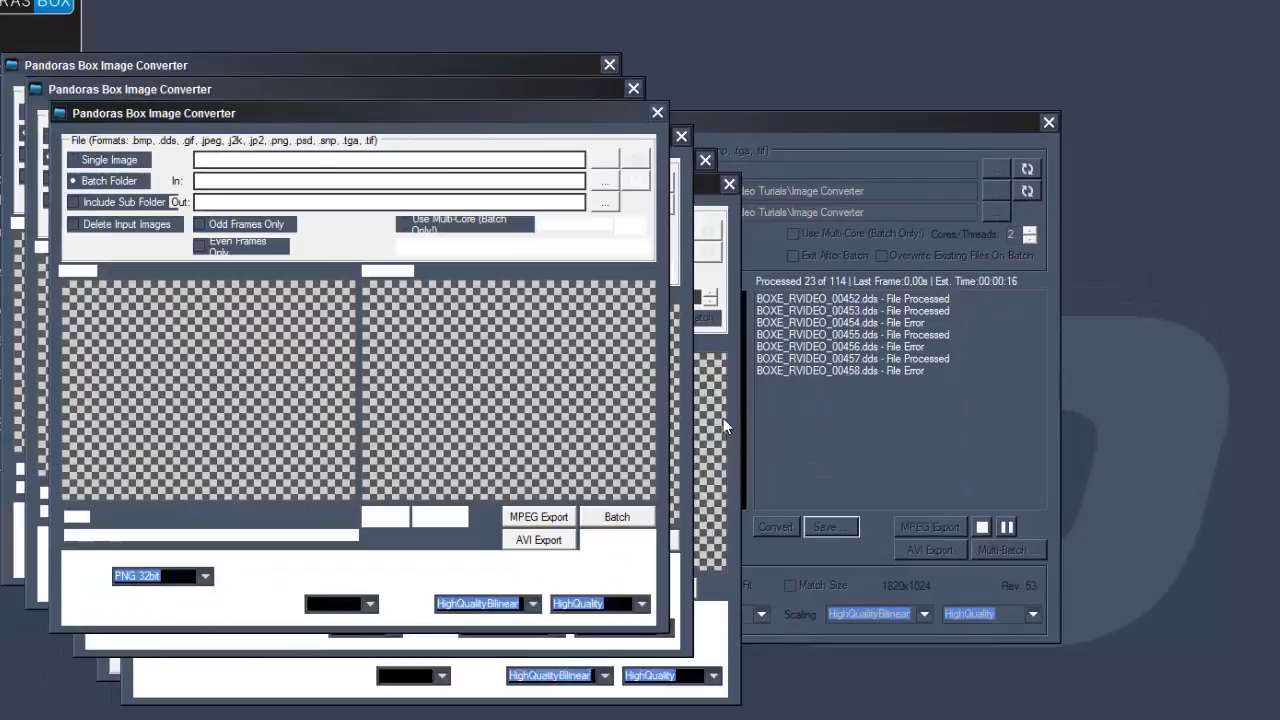 RAS BOX
Pandoras Box Image Converter
Pandoras Box Image Converter
Pandoras Box Image Converter
File (Formats: .bmp, .dds, .gif, .jpeg, .j2k, .jp2, .png, .psd, .snp, .tga, .tif)
Single Image
...
Batch Folder In: ...
Include Sub Folder Out: ...
Delete Input Images Odd Frames Only Use Multi-Core (Batch Only!)
Even Frames Only
MPEG Export Batch
AVI Export
PNG 32bit
HighQualityBilinear HighQuality
HighQualityBilinear HighQuality
np, .tga, .tif)
...
deo Turials\Image Converter ...
deo Turials\Image Converter ...
Use Multi-Core (Batch Only!) Cores/Threads: 2
Exit After Batch Overwrite Existing Files On Batch
Processed 23 of 114 | Last Frame:0,00s | Est. Time:00:00:16
BOXE_RVIDEO_00452.dds - File Processed
BOXE_RVIDEO_00453.dds - File Processed
BOXE_RVIDEO_00454.dds - File Error
BOXE_RVIDEO_00455.dds - File Processed
BOXE_RVIDEO_00456.dds - File Error
BOXE_RVIDEO_00457.dds - File Processed
BOXE_RVIDEO_00458.dds - File Error
Convert Save ... MPEG Export
AVI Export Multi-Batch ...
Fit Match Size 1820x1024 Rev. 53
Scaling HighQualityBilinear HighQuality